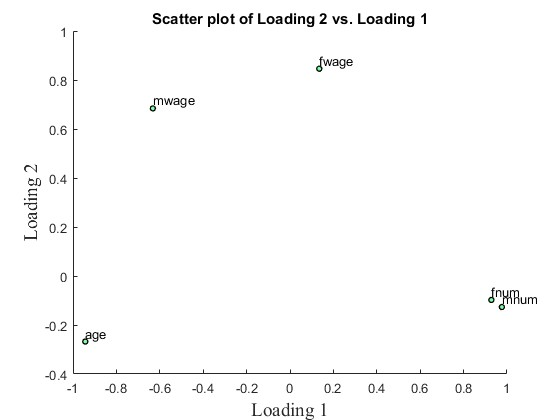 Scatter plot of Loading 2 vs. Loading 1
1
fwage
0.8
mwage
0.6
0.4
Loading 2
0.2
0
fnum
mnum
-0.2
age
-0.4
-1 -0.8 -0.6 -0.4 -0.2 0 0.2 0.4 0.6 0.8 1
Loading 1